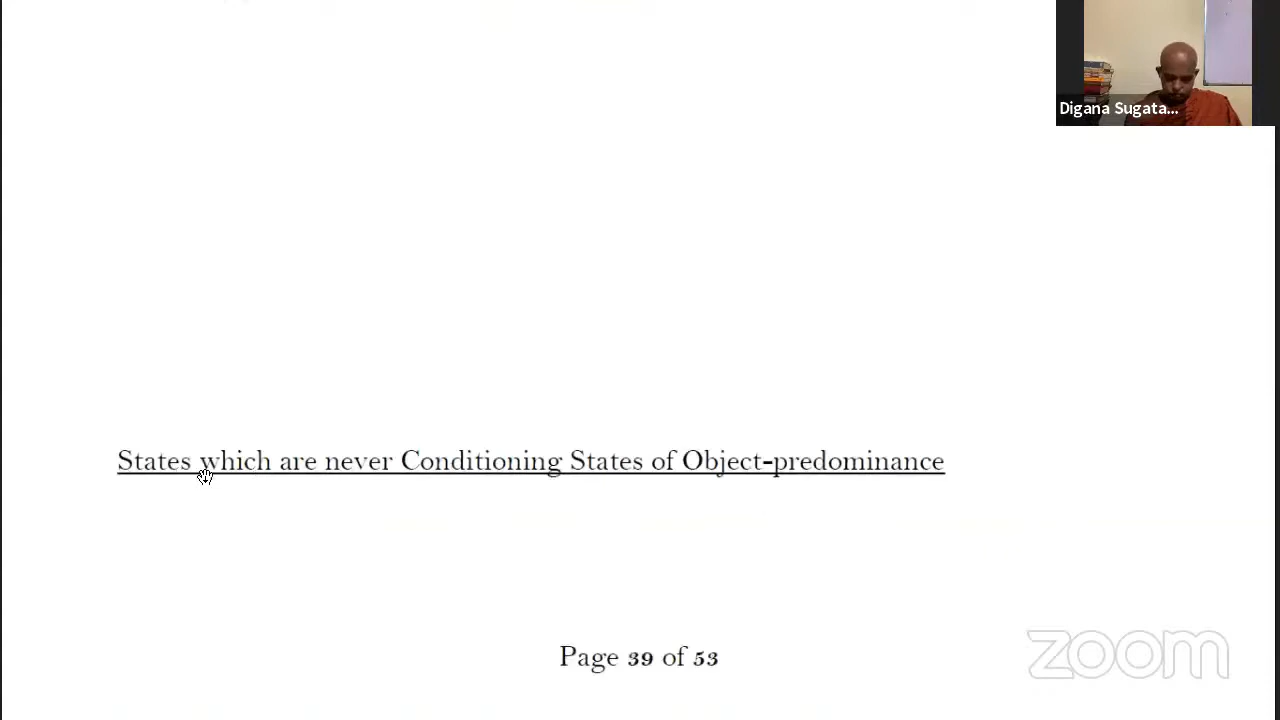 Digana Sugata...
States which are never Conditioning States of Object-predominance
Page 39 of 53
zoom